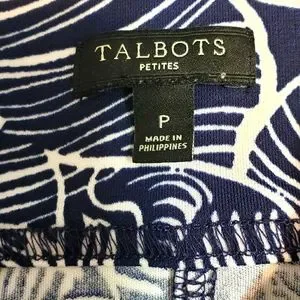 TALBOTS
PETITES
P
MADE IN
PHILIPPINES